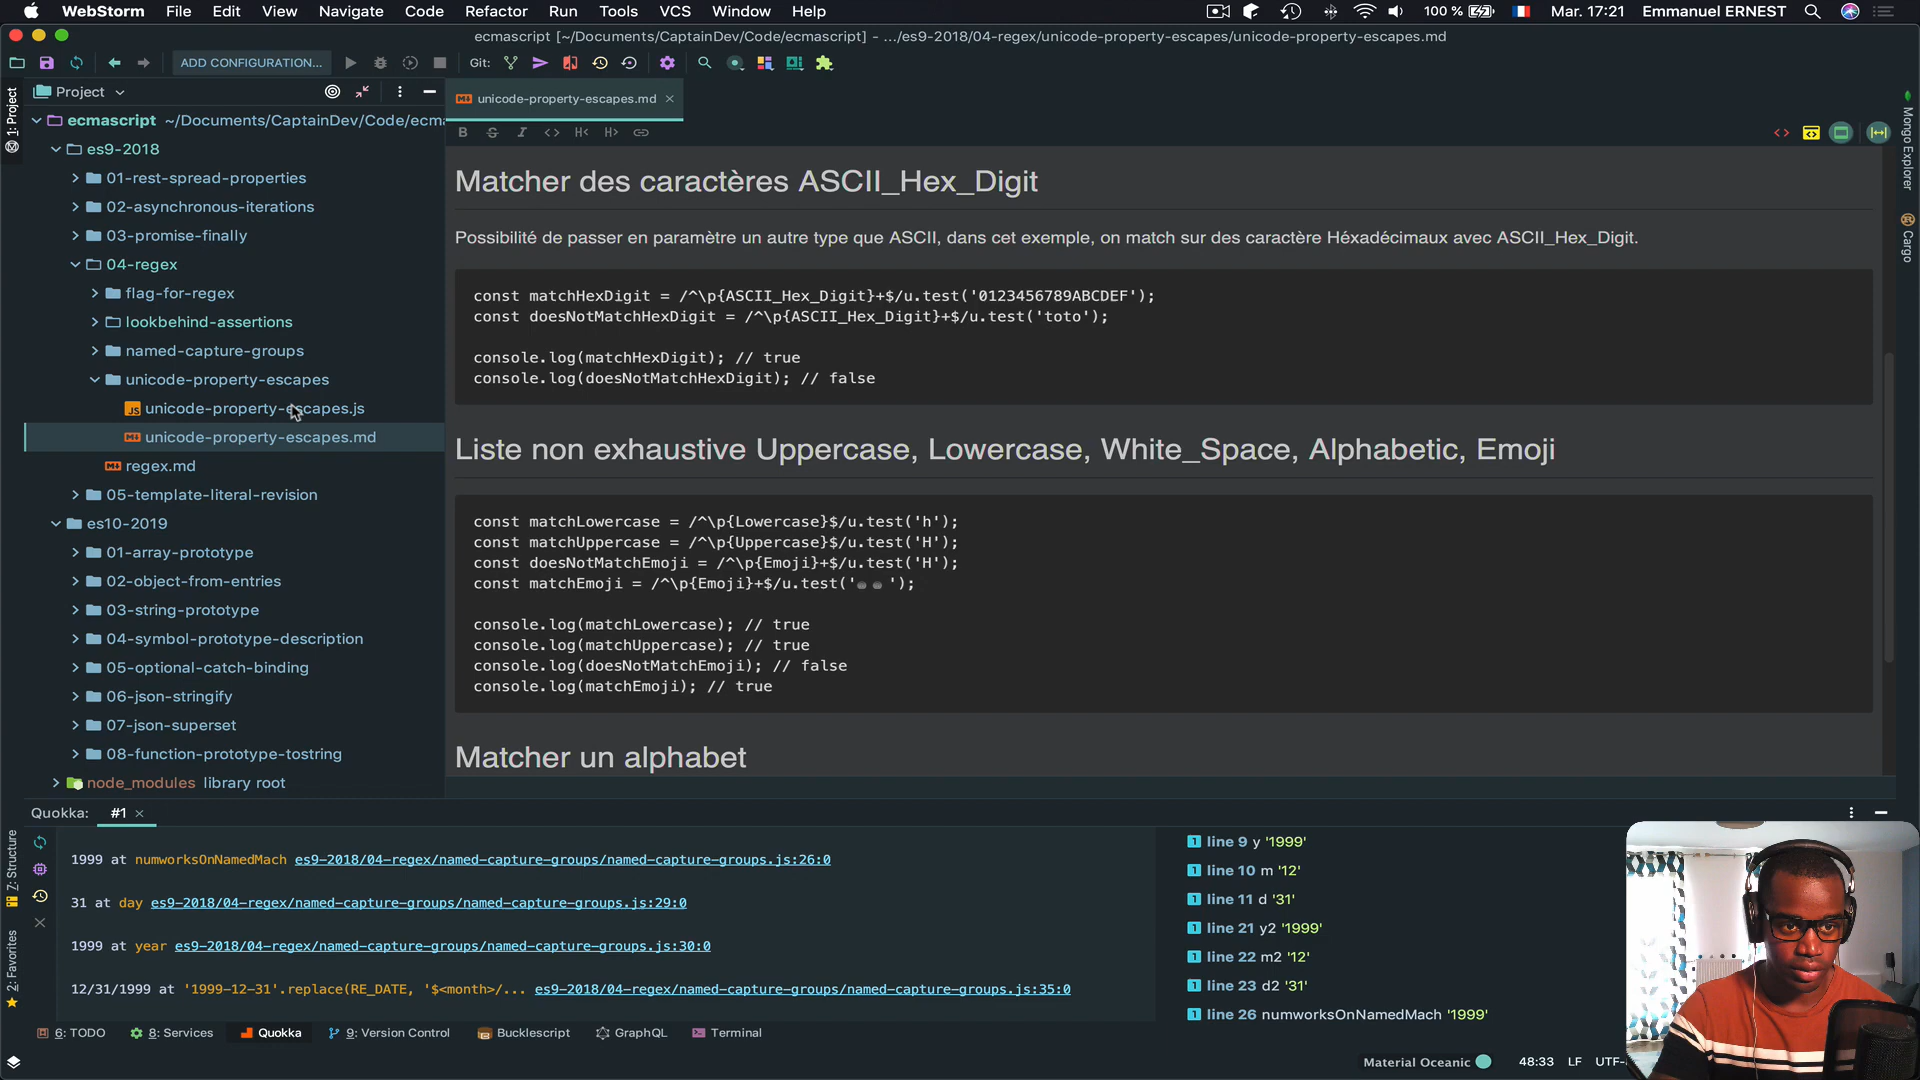 WebStorm File Edit View Navigate Code Refactor Run Tools VCS Window Help 100 % Mar. 17:21 Emmanuel ERNEST
ecmascript [~/Documents/CaptainDev/Code/ecmascript] – .../es9-2018/04-regex/unicode-property-escapes/unicode-property-escapes.md
ADD CONFIGURATION... Git:
Project
unicode-property-escapes.md
1: Project
ecmascript ~/Documents/CaptainDev/Code/ecm
es9-2018
01-rest-spread-properties
02-asynchronous-iterations
03-promise-finally
04-regex
flag-for-regex
lookbehind-assertions
named-capture-groups
unicode-property-escapes
unicode-property-escapes.js
unicode-property-escapes.md
regex.md
05-template-literal-revision
es10-2019
01-array-prototype
02-object-from-entries
03-string-prototype
04-symbol-prototype-description
05-optional-catch-binding
06-json-stringify
07-json-superset
08-function-prototype-tostring
node_modules library root
Matcher des caractères ASCII_Hex_Digit
Possibilité de passer en paramètre un autre type que ASCII, dans cet exemple, on match sur des caractère Héxadécimaux avec ASCII_Hex_Digit.
const matchHexDigit = /^\p{ASCII_Hex_Digit}+$/u.test('0123456789ABCDEF');
const doesNotMatchHexDigit = /^\p{ASCII_Hex_Digit}+$/u.test('toto');
console.log(matchHexDigit); // true
console.log(doesNotMatchHexDigit); // false
Liste non exhaustive Uppercase, Lowercase, White_Space, Alphabetic, Emoji
const matchLowercase = /^\p{Lowercase}$/u.test('h');
const matchUppercase = /^\p{Uppercase}$/u.test('H');
const doesNotMatchEmoji = /^\p{Emoji}+$/u.test('H');
const matchEmoji = /^\p{Emoji}+$/u.test('');
console.log(matchLowercase); // true
console.log(matchUppercase); // true
console.log(doesNotMatchEmoji); // false
console.log(matchEmoji); // true
Matcher un alphabet
Mongo Explorer
Cargo
Quokka: #1
7: Structure
2: Favorites
1999 at numworksOnNamedMach es9-2018/04-regex/named-capture-groups/named-capture-groups.js:26:0
31 at day es9-2018/04-regex/named-capture-groups/named-capture-groups.js:29:0
1999 at year es9-2018/04-regex/named-capture-groups/named-capture-groups.js:30:0
12/31/1999 at '1999-12-31'.replace(RE_DATE, '$<month>/... es9-2018/04-regex/named-capture-groups/named-capture-groups.js:35:0
line 9 y '1999'
line 10 m '12'
line 11 d '31'
line 21 y2 '1999'
line 22 m2 '12'
line 23 d2 '31'
line 26 numworksOnNamedMach '1999'
6: TODO 8: Services Quokka 9: Version Control Bucklescript GraphQL Terminal
Material Oceanic 48:33 LF UTF-